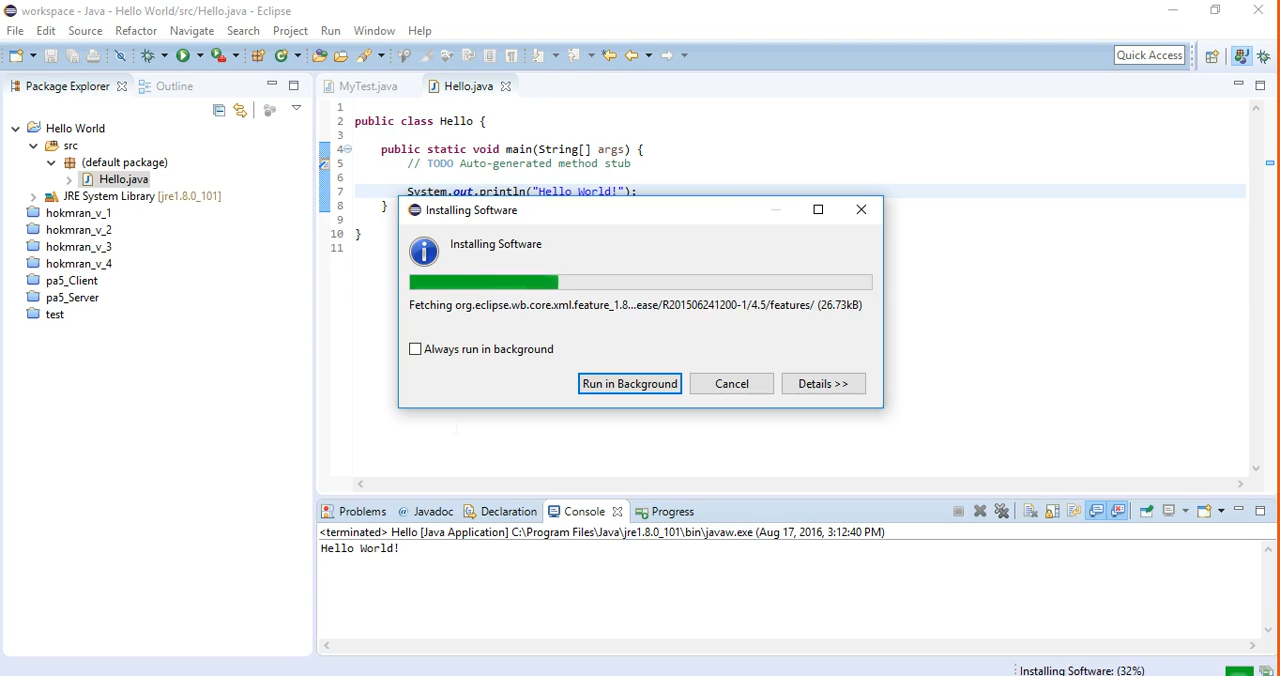 workspace - Java - Hello World/src/Hello.java - Eclipse
File Edit Source Refactor Navigate Search Project Run Window Help
Quick Access
Package Explorer Outline
MyTest.java Hello.java
Hello World
src
(default package)
Hello.java
JRE System Library [jre1.8.0_101]
hokmran_v_1
hokmran_v_2
hokmran_v_3
hokmran_v_4
pa5_Client
pa5_Server
test
1
2 public class Hello {
3
4 public static void main(String[] args) {
5 // TODO Auto-generated method stub
6
7 System.out.println("Hello World!");
8 }
9
10 }
11
Installing Software
Installing Software
Fetching org.eclipse.wb.core.xml.feature_1.8...ease/R201506241200-1/4.5/features/ (26.73kB)
Always run in background
Run in Background Cancel Details >>
Problems Javadoc Declaration Console Progress
<terminated> Hello [Java Application] C:\Program Files\Java\jre1.8.0_101\bin\javaw.exe (Aug 17, 2016, 3:12:40 PM)
Hello World!
Installing Software: (32%)